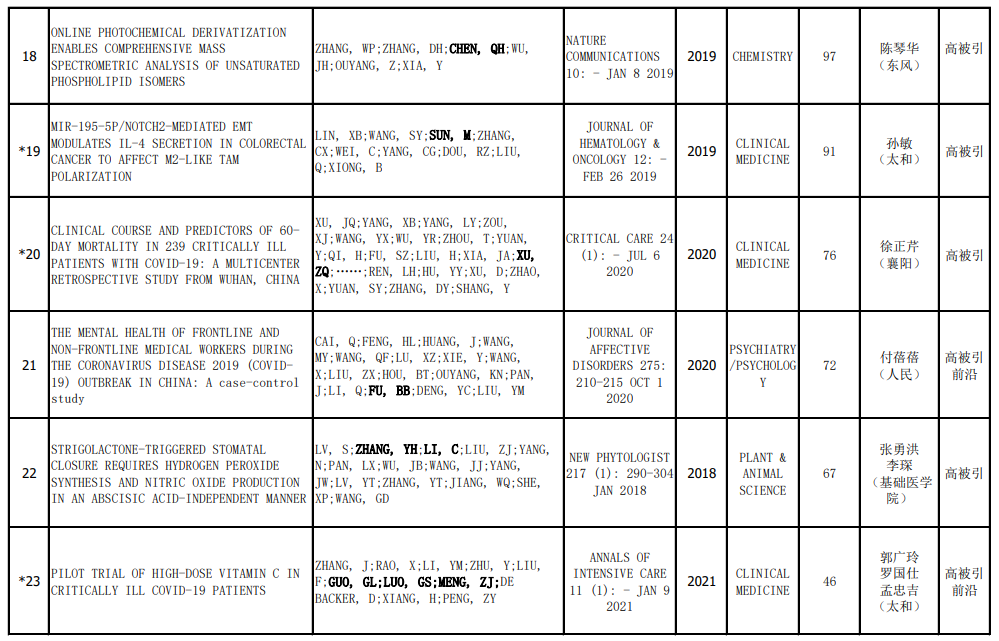 18
ONLINE PHOTOCHEMICAL DERIVATIZATION
ENABLES COMPREHENSIVE MASS
SPECTROMETRIC ANALYSIS OF UNSATURATED
PHOSPHOLIPID ISOMERS
ZHANG, WP;ZHANG, DH;CHEN, QH;WU,
JH;OUYANG, Z;XIA, Y
NATURE
COMMUNICATIONS
10: - JAN 8 2019
2019
CHEMISTRY
97
陈琴华
（东风）
高被引
*19
MIR-195-5P/NOTCH2-MEDIATED EMT
MODULATES IL-4 SECRETION IN COLORECTAL
CANCER TO AFFECT M2-LIKE TAM
POLARIZATION
LIN, XB;WANG, SY;SUN, M;ZHANG,
CX;WEI, C;YANG, CG;DOU, RZ;LIU,
Q;XIONG, B
JOURNAL OF
HEMATOLOGY &
ONCOLOGY 12: -
FEB 26 2019
2019
CLINICAL
MEDICINE
91
孙敏
（太和）
高被引
*20
CLINICAL COURSE AND PREDICTORS OF 60-
DAY MORTALITY IN 239 CRITICALLY ILL
PATIENTS WITH COVID-19: A MULTICENTER
RETROSPECTIVE STUDY FROM WUHAN, CHINA
XU, JQ;YANG, XB;YANG, LY;ZOU,
XJ;WANG, YX;WU, YR;ZHOU, T;YUAN,
Y;QI, H;FU, SZ;LIU, H;XIA, JA;XU,
ZQ;······;REN, LH;HU, YY;XU, D;ZHAO,
X;YUAN, SY;ZHANG, DY;SHANG, Y
CRITICAL CARE 24
(1): - JUL 6
2020
2020
CLINICAL
MEDICINE
76
徐正芹
（襄阳）
高被引
21
THE MENTAL HEALTH OF FRONTLINE AND
NON-FRONTLINE MEDICAL WORKERS DURING
THE CORONAVIRUS DISEASE 2019 (COVID-
19) OUTBREAK IN CHINA: A case-control
study
CAI, Q;FENG, HL;HUANG, J;WANG,
MY;WANG, QF;LU, XZ;XIE, Y;WANG,
X;LIU, ZX;HOU, BT;OUYANG, KN;PAN,
J;LI, Q;FU, BB;DENG, YC;LIU, YM
JOURNAL OF
AFFECTIVE
DISORDERS 275:
210-215 OCT 1
2020
2020
PSYCHIATRY
/PSYCHOLOG
Y
72
付蓓蓓
（人民）
高被引
前沿
22
STRIGOLACTONE-TRIGGERED STOMATAL
CLOSURE REQUIRES HYDROGEN PEROXIDE
SYNTHESIS AND NITRIC OXIDE PRODUCTION
IN AN ABSCISIC ACID-INDEPENDENT MANNER
LV, S;ZHANG, YH;LI, C;LIU, ZJ;YANG,
N;PAN, LX;WU, JB;WANG, JJ;YANG,
JW;LV, YT;ZHANG, YT;JIANG, WQ;SHE,
XP;WANG, GD
NEW PHYTOLOGIST
217 (1): 290-304
JAN 2018
2018
PLANT &
ANIMAL
SCIENCE
67
张勇洪
李琛
（基础医学
院）
高被引
*23
PILOT TRIAL OF HIGH-DOSE VITAMIN C IN
CRITICALLY ILL COVID-19 PATIENTS
ZHANG, J;RAO, X;LI, YM;ZHU, Y;LIU,
F;GUO, GL;LUO, GS;MENG, ZJ;DE
BACKER, D;XIANG, H;PENG, ZY
ANNALS OF
INTENSIVE CARE
11 (1): - JAN 9
2021
2021
CLINICAL
MEDICINE
46
郭广玲
罗国仕
孟忠吉
（太和）
高被引
前沿